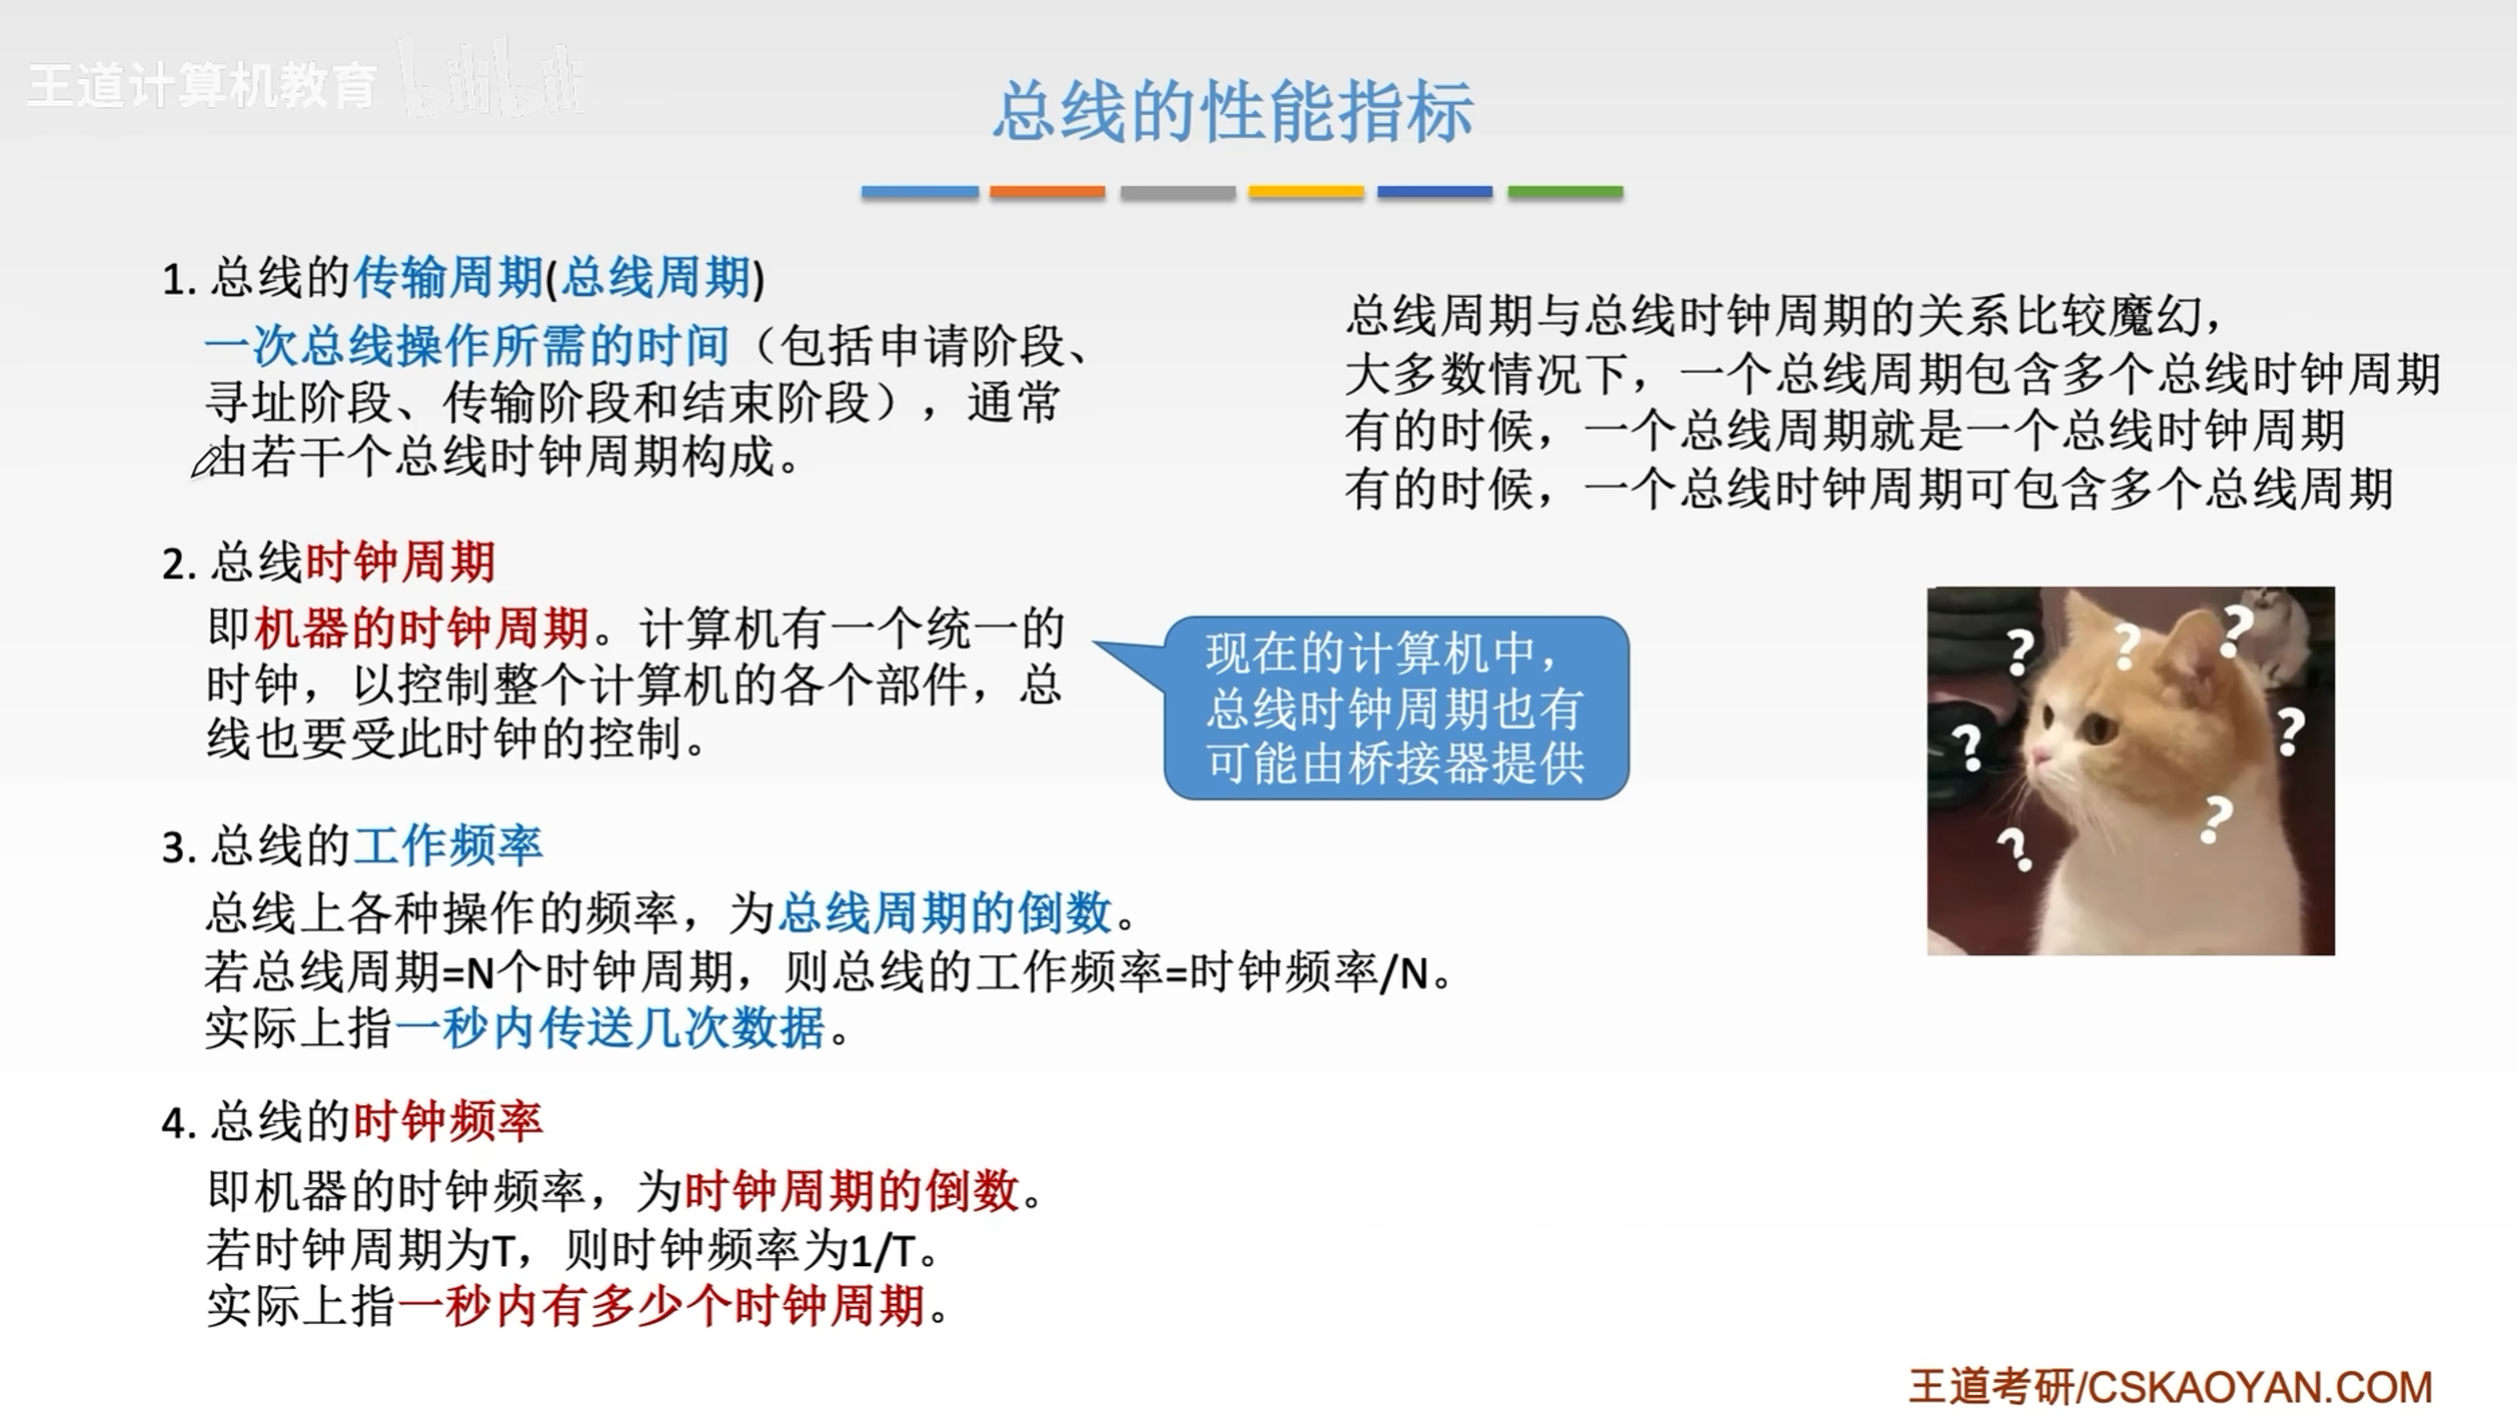 王道计算机教育 bilibili
总线的性能指标
1. 总线的传输周期(总线周期)
一次总线操作所需的时间（包括申请阶段、
寻址阶段、传输阶段和结束阶段），通常
由若干个总线时钟周期构成。
2. 总线时钟周期
即机器的时钟周期。计算机有一个统一的
时钟，以控制整个计算机的各个部件，总
线也要受此时钟的控制。
3. 总线的工作频率
总线上各种操作的频率，为总线周期的倒数。
若总线周期=N个时钟周期，则总线的工作频率=时钟频率/N。
实际上指一秒内传送几次数据。
4. 总线的时钟频率
即机器的时钟频率，为时钟周期的倒数。
若时钟周期为T，则时钟频率为1/T。
实际上指一秒内有多少个时钟周期。
总线周期与总线时钟周期的关系比较魔幻，
大多数情况下，一个总线周期包含多个总线时钟周期
有的时候，一个总线周期就是一个总线时钟周期
有的时候，一个总线时钟周期可包含多个总线周期
现在的计算机中，
总线时钟周期也有
可能由桥接器提供
? ? ?
? ?
? ?
王道考研/CSKAOYAN.COM